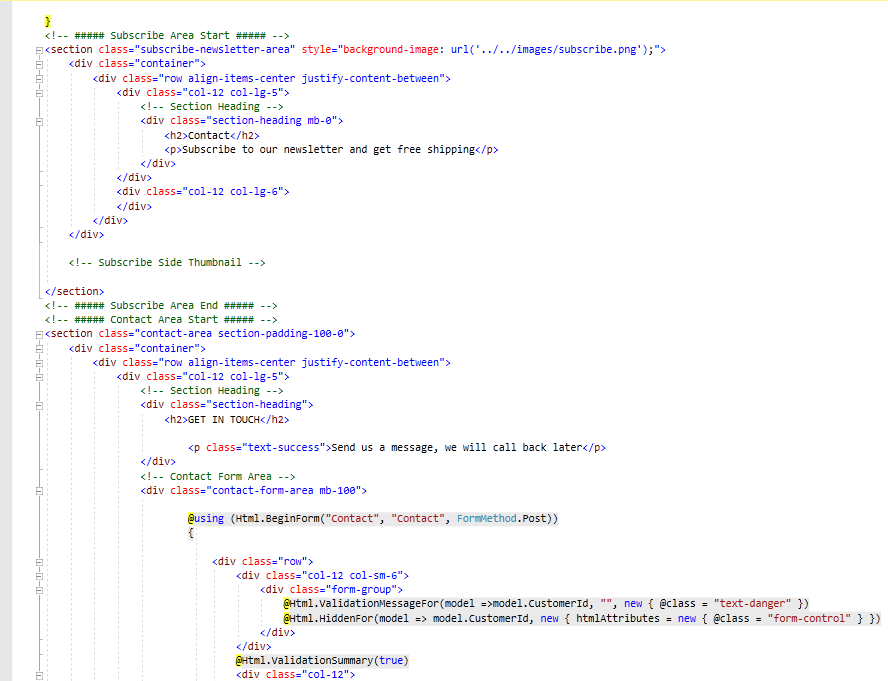 }
<!-- ##### Subscribe Area Start ##### -->
<section class="subscribe-newsletter-area" style="background-image: url('../../images/subscribe.png');">
<div class="container">
<div class="row align-items-center justify-content-between">
<div class="col-12 col-lg-5">
<!-- Section Heading -->
<div class="section-heading mb-0">
<h2>Contact</h2>
<p>Subscribe to our newsletter and get free shipping</p>
</div>
</div>
<div class="col-12 col-lg-6">
</div>
</div>
</div>
<!-- Subscribe Side Thumbnail -->
</section>
<!-- ##### Subscribe Area End ##### -->
<!-- ##### Contact Area Start ##### -->
<section class="contact-area section-padding-100-0">
<div class="container">
<div class="row align-items-center justify-content-between">
<div class="col-12 col-lg-5">
<!-- Section Heading -->
<div class="section-heading">
<h2>GET IN TOUCH</h2>
<p class="text-success">Send us a message, we will call back later</p>
</div>
<!-- Contact Form Area -->
<div class="contact-form-area mb-100">
@using (Html.BeginForm("Contact", "Contact", FormMethod.Post))
{
<div class="row">
<div class="col-12 col-sm-6">
<div class="form-group">
@Html.ValidationMessageFor(model =>model.CustomerId, "", new { @class = "text-danger" })
@Html.HiddenFor(model => model.CustomerId, new { htmlAttributes = new { @class = "form-control" } })
</div>
</div>
@Html.ValidationSummary(true)
<div class="col-12">